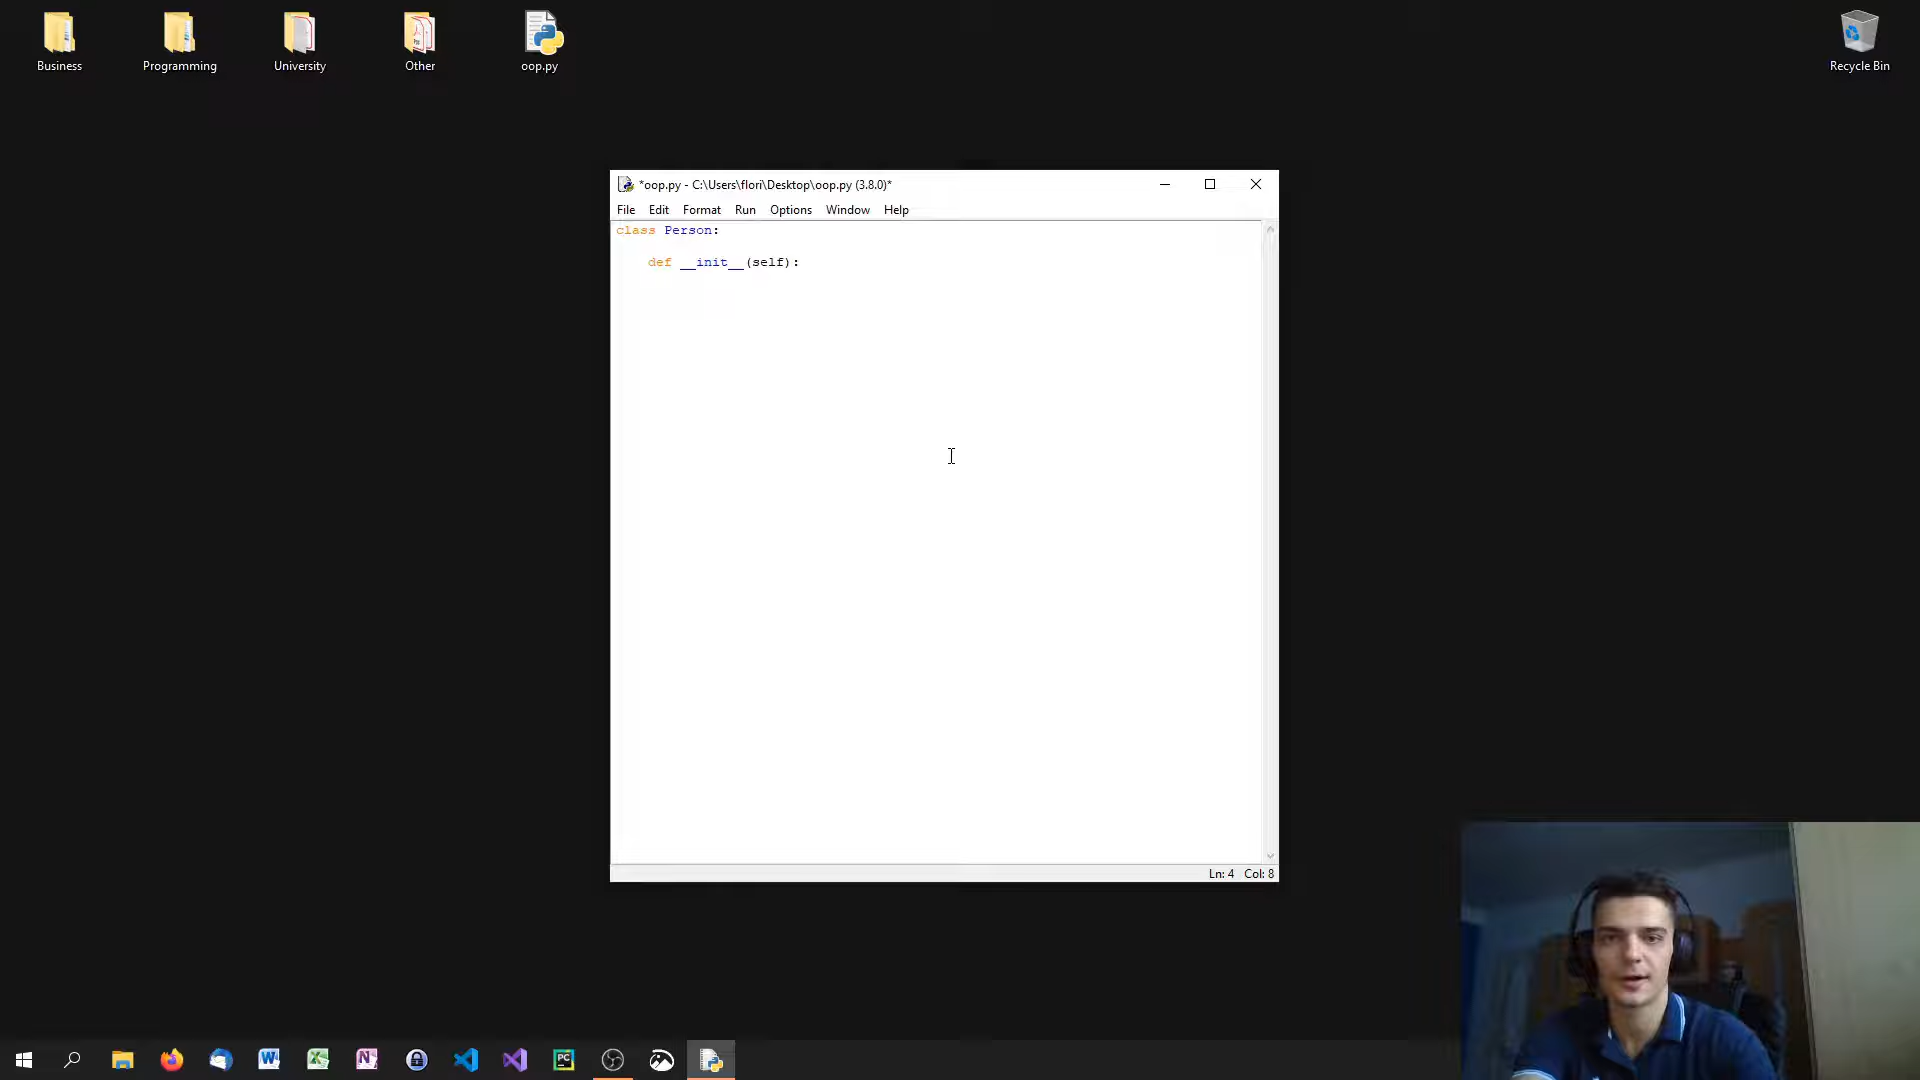 Business
Programming
University
Other
oop.py
Recycle Bin
*oop.py - C:\Users\flori\Desktop\oop.py (3.8.0)*
File Edit Format Run Options Window Help
class Person:
def __init__(self):
Ln: 4 Col: 8